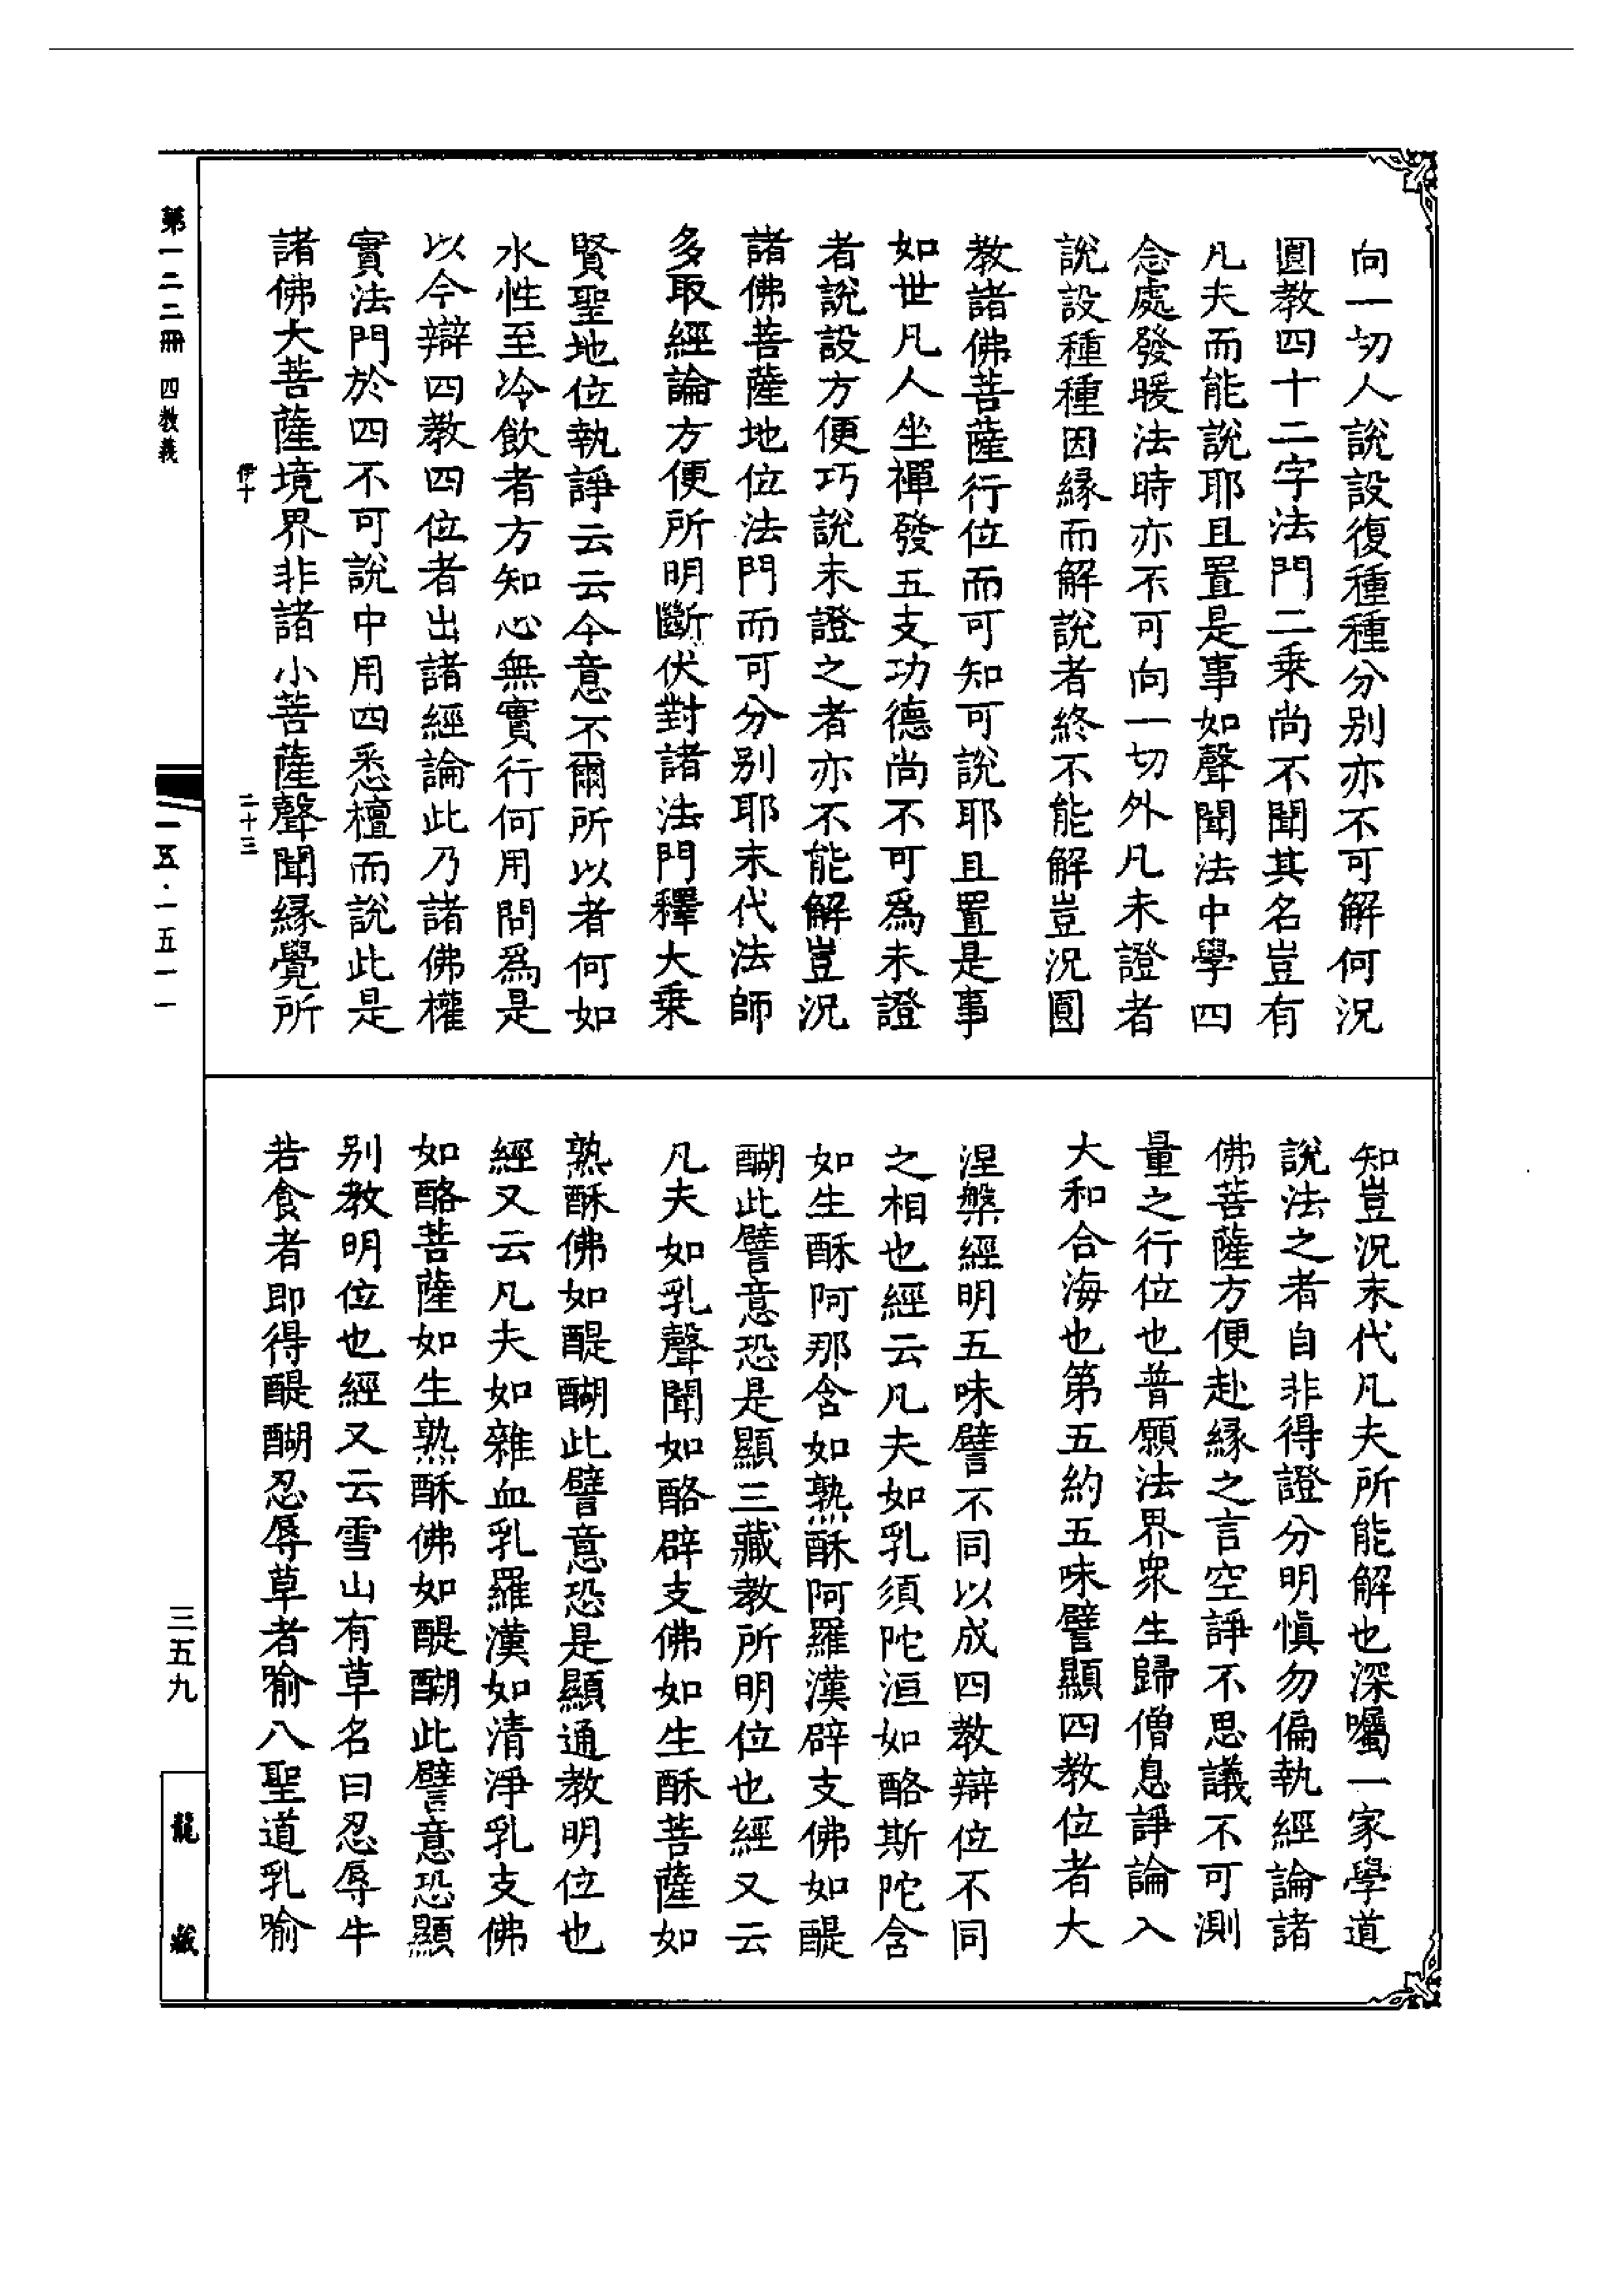 向一切人說設復種種分别亦不可解何況
圓教四十二字法門二乗尚不聞其名豈有
凡夫而能說耶且置是事如聲聞法中學四
念處發暖法時亦不可向一切外凡未證者
說設種種因緣而解說者終不能解豈況圓
教諸佛菩薩行位而可知可說耶且置是事
如世凡人坐禪發五支功德尚不可爲未證
者說設方便巧說未證之者亦不能解豈況
諸佛菩薩地位法門而可分别耶末代法師
多取經論方便所明斷伏對諸法門釋大乗
賢聖地位執諍云云今意不爾所以者何如
水性至冷飲者方知心無實行何用問爲是
以今辯四教四位者出諸經論此乃諸佛權
實法門於四不可說中用四悉檀而說此是
諸佛大菩薩境界非諸小菩薩聲聞緣覺所
伊十
二十三
知豈況末代凡夫所能解也深囑一家學道
說法之者自非得證分明慎勿偏執經論諸
佛菩薩方便赴緣之言空諍不思議不可測
量之行位也普願法界衆生歸僧息諍論入
大和合海也第五約五味譬顯四教位者大
涅槃經明五味譬不同以成四教辯位不同
之相也經云凡夫如乳須陀洹如酪斯陀含
如生酥阿那含如熟酥阿羅漢辟支佛如醍
醐此譬意恐是顯三藏教所明位也經又云
凡夫如乳聲聞如酪辟支佛如生酥菩薩如
熟酥佛如醍醐此譬意恐是顯通教明位也
經又云凡夫如雜血乳羅漢如清淨乳支佛
如酪菩薩如生熟酥佛如醍醐此譬意恐顯
别教明位也經又云雪山有草名曰忍辱牛
若食者即得醍醐忍辱草者喻八聖道乳喻
第一二二冊 四教義
一五·一五一一
三五九
龍藏